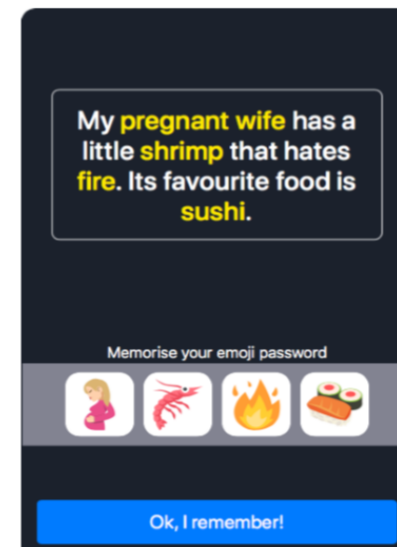 My pregnant wife has a
little shrimp that hates
fire. Its favourite food is
sushi.
Memorise your emoji password
Ok, I remember!